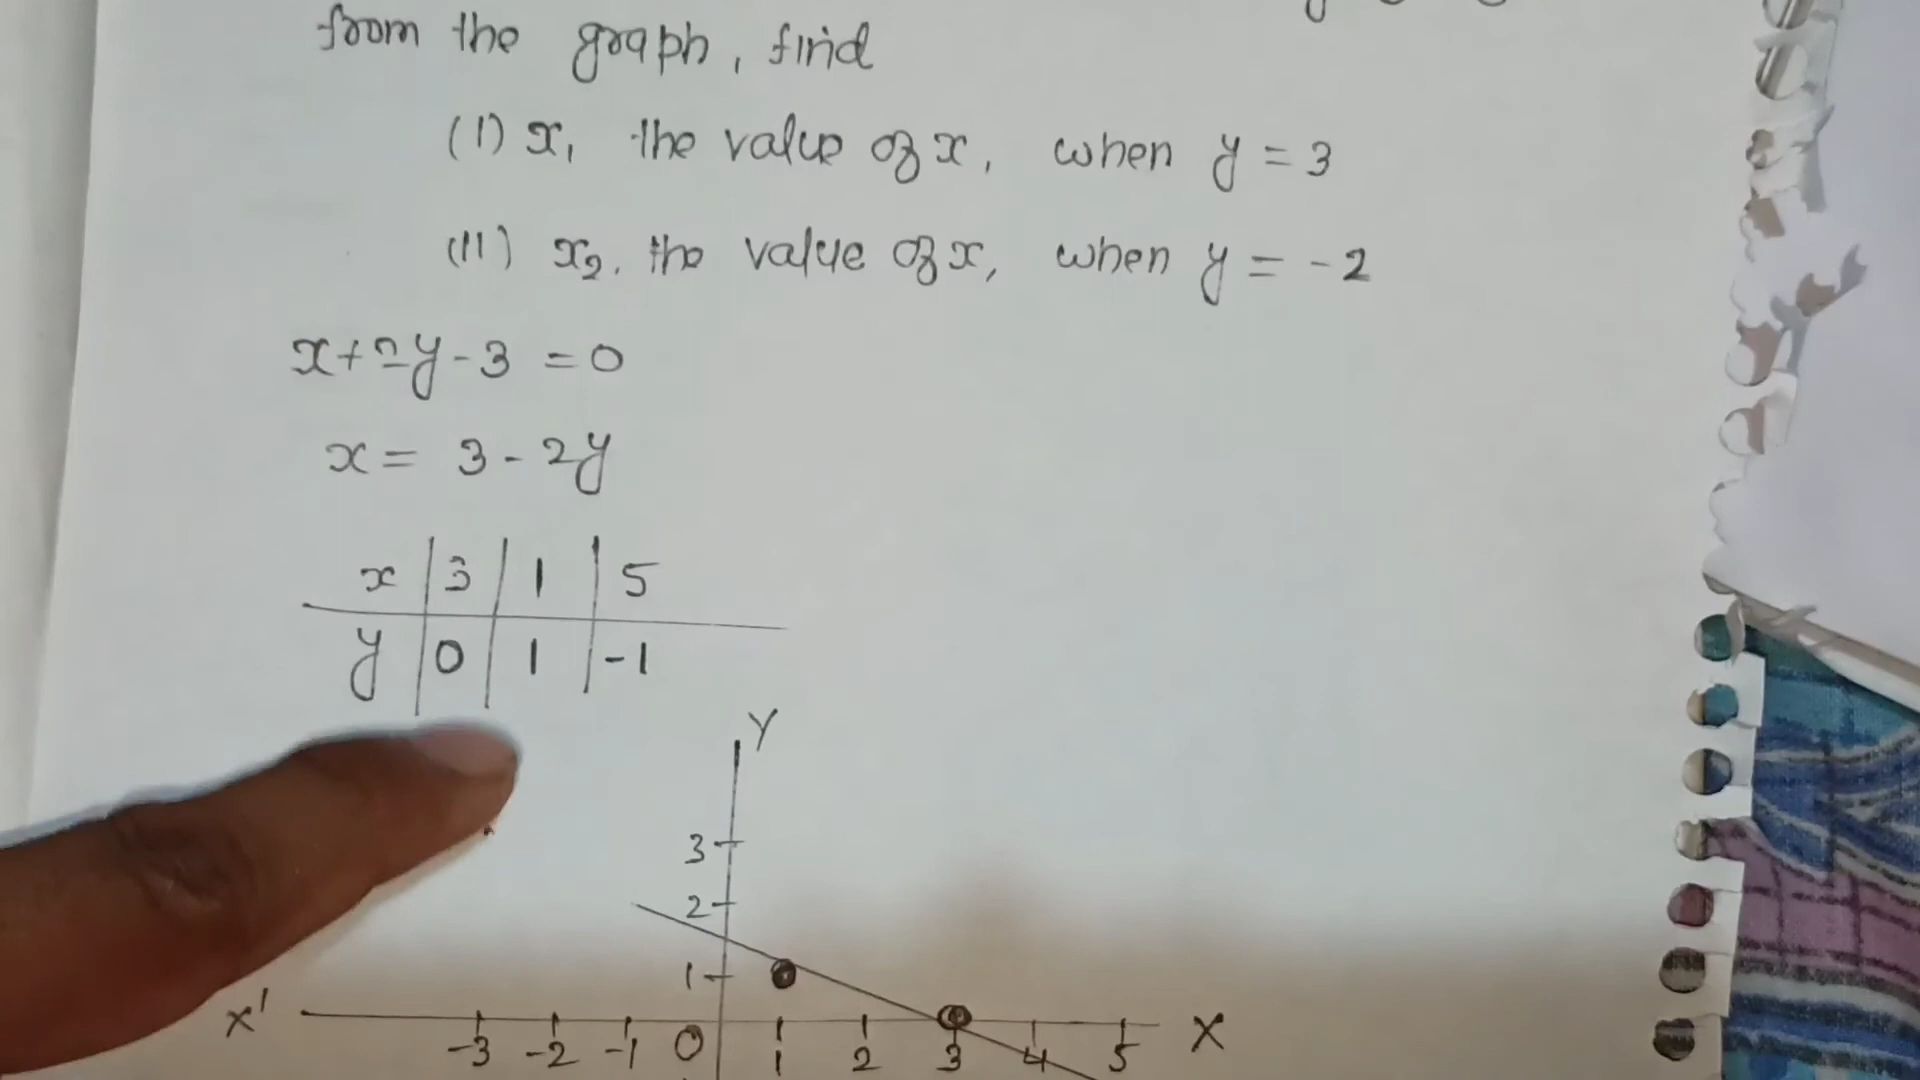 from the graph, find
(I) x₁ the value of x, when y = 3
(II) x₂, the value of x, when y = -2
x+2y-3 = 0
x = 3 - 2y
x | 3 | 1 | 5
y | 0 | 1 | -1
Y
3
2
1
X' -3 -2 -1 0 1 2 3 4 5 X